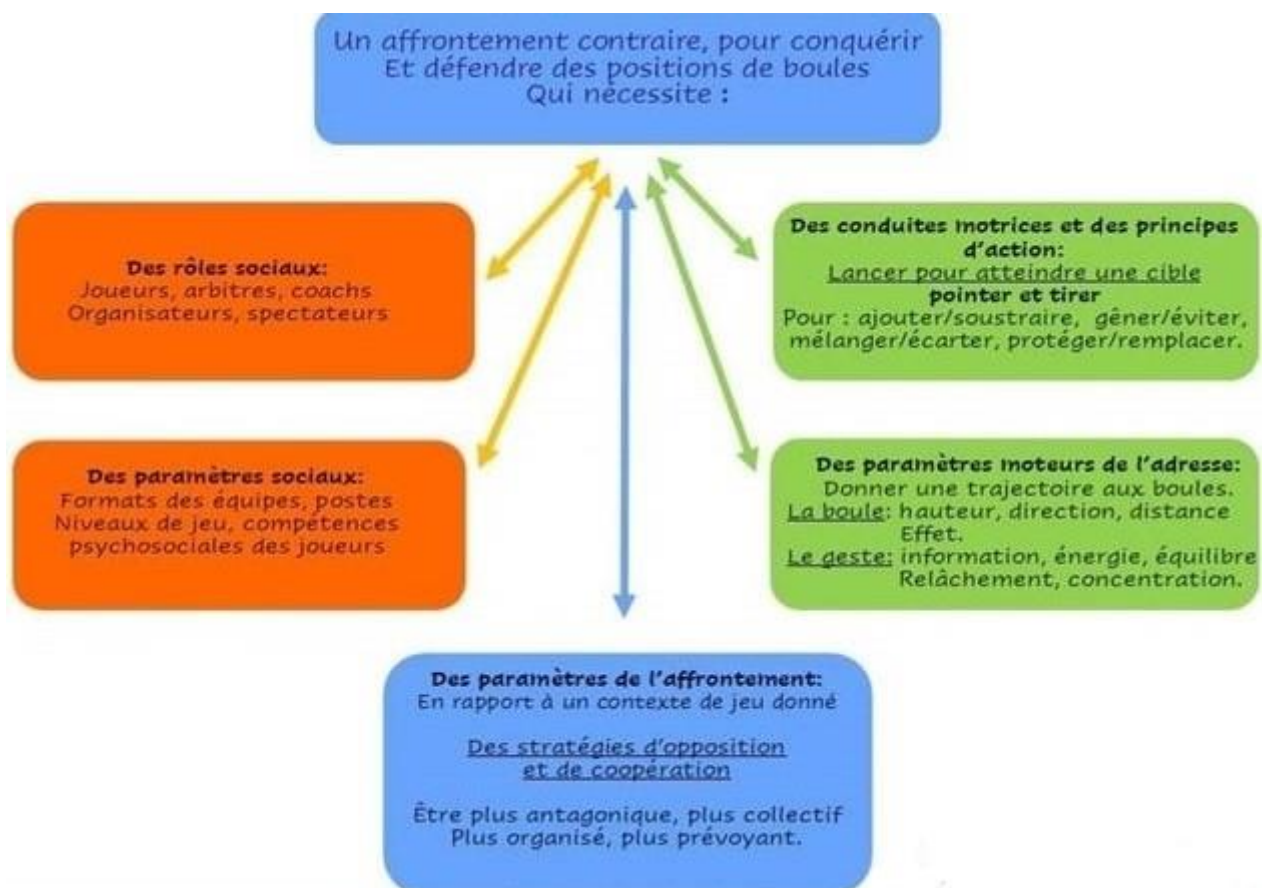 Un affrontement contraire, pour conquérir
Et défendre des positions de boules
Qui nécessite :
Des rôles sociaux:
Joueurs, arbitres, coachs
Organisateurs, spectateurs
Des conduites motrices et des principes
d'action:
Lancer pour atteindre une cible
pointer et tirer
Pour : ajouter/soustraire, gêner/éviter,
mélanger/écarter, protéger/remplacer.
Des paramètres sociaux:
Formats des équipes, postes
Niveaux de jeu, compétences
psychosociales des joueurs
Des paramètres moteurs de l'adresse:
Donner une trajectoire aux boules.
La boule: hauteur, direction, distance
Effet.
Le geste: information, énergie, équilibre
Relâchement, concentration.
Des paramètres de l'affrontement:
En rapport à un contexte de jeu donné
Des stratégies d'opposition
et de coopération
Être plus antagonique, plus collectif
Plus organisé, plus prévoyant.